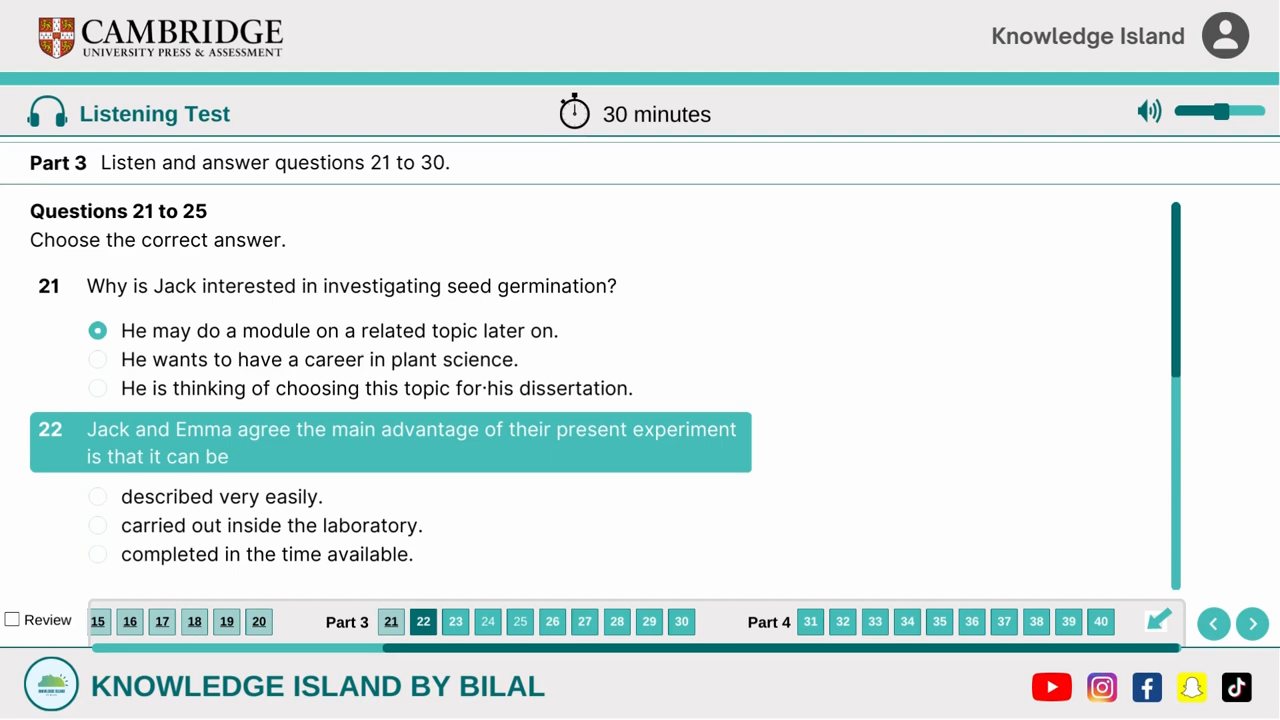 CAMBRIDGE
UNIVERSITY PRESS & ASSESSMENT
Knowledge Island
Listening Test
30 minutes
Part 3 Listen and answer questions 21 to 30.
Questions 21 to 25
Choose the correct answer.
21 Why is Jack interested in investigating seed germination?
He may do a module on a related topic later on.
He wants to have a career in plant science.
He is thinking of choosing this topic for·his dissertation.
22 Jack and Emma agree the main advantage of their present experiment
is that it can be
described very easily.
carried out inside the laboratory.
completed in the time available.
Review 15 16 17 18 19 20 Part 3 21 22 23 24 25 26 27 28 29 30 Part 4 31 32 33 34 35 36 37 38 39 40
KNOWLEDGE ISLAND BY BILAL